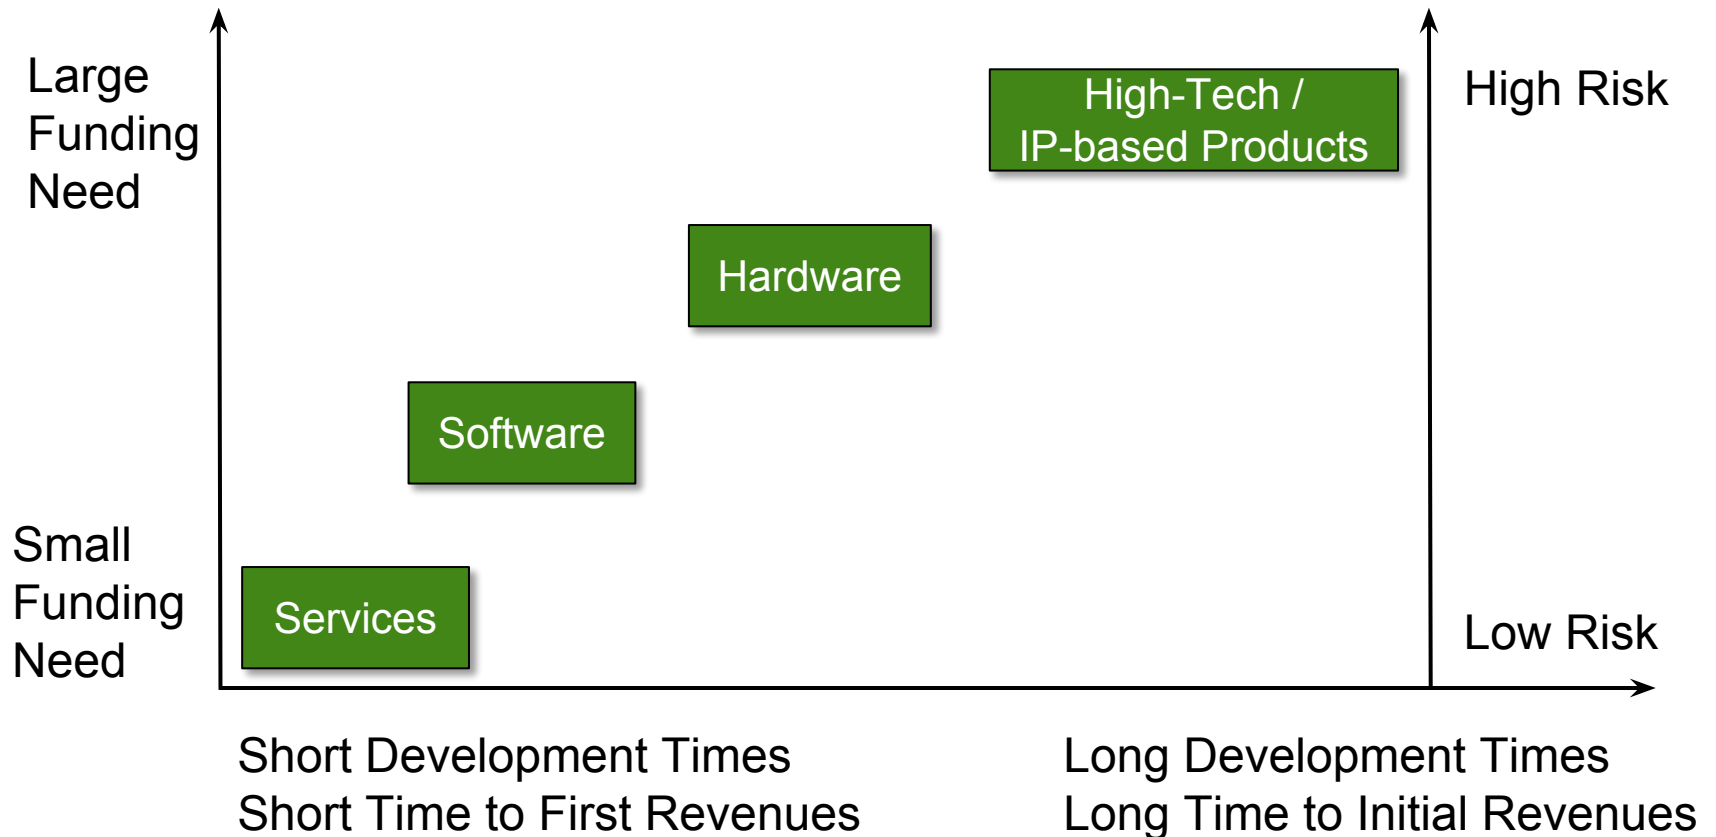 Large
Funding
Need
High-Tech /
IP-based Products
High Risk
Hardware
Software
Small
Funding
Need
Services
Low Risk
Short Development Times
Short Time to First Revenues
Long Development Times
Long Time to Initial Revenues